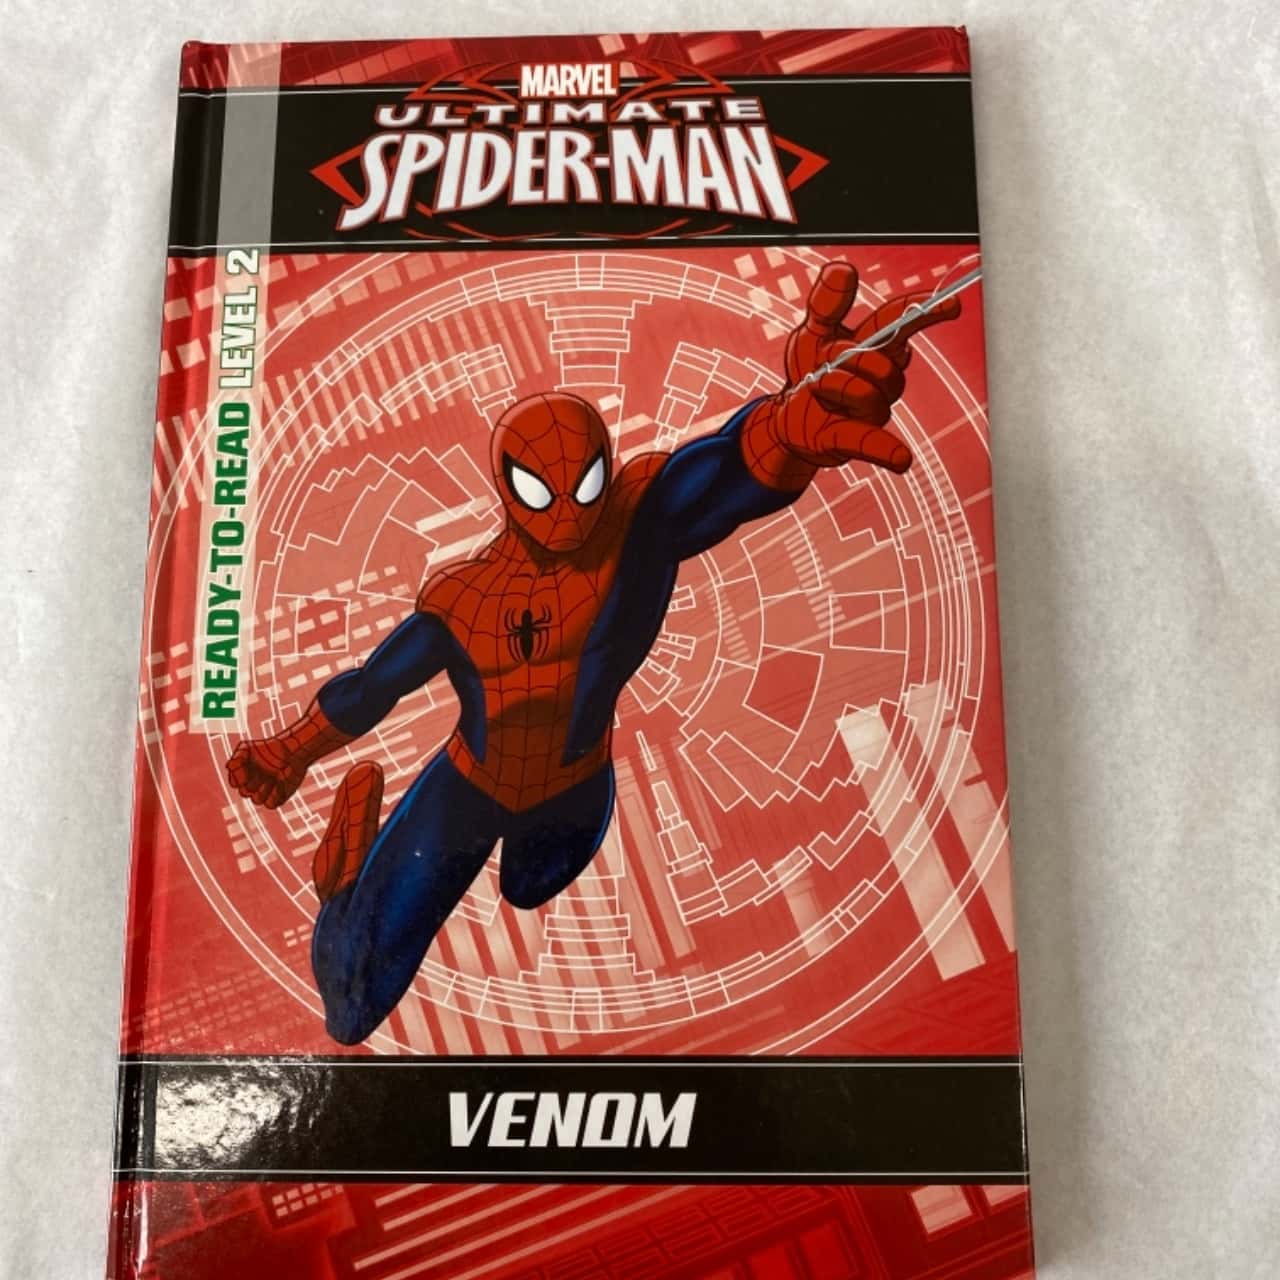 MARVEL
ULTIMATE
SPIDER-MAN
READY-TO-READ LEVEL 2
VENOM